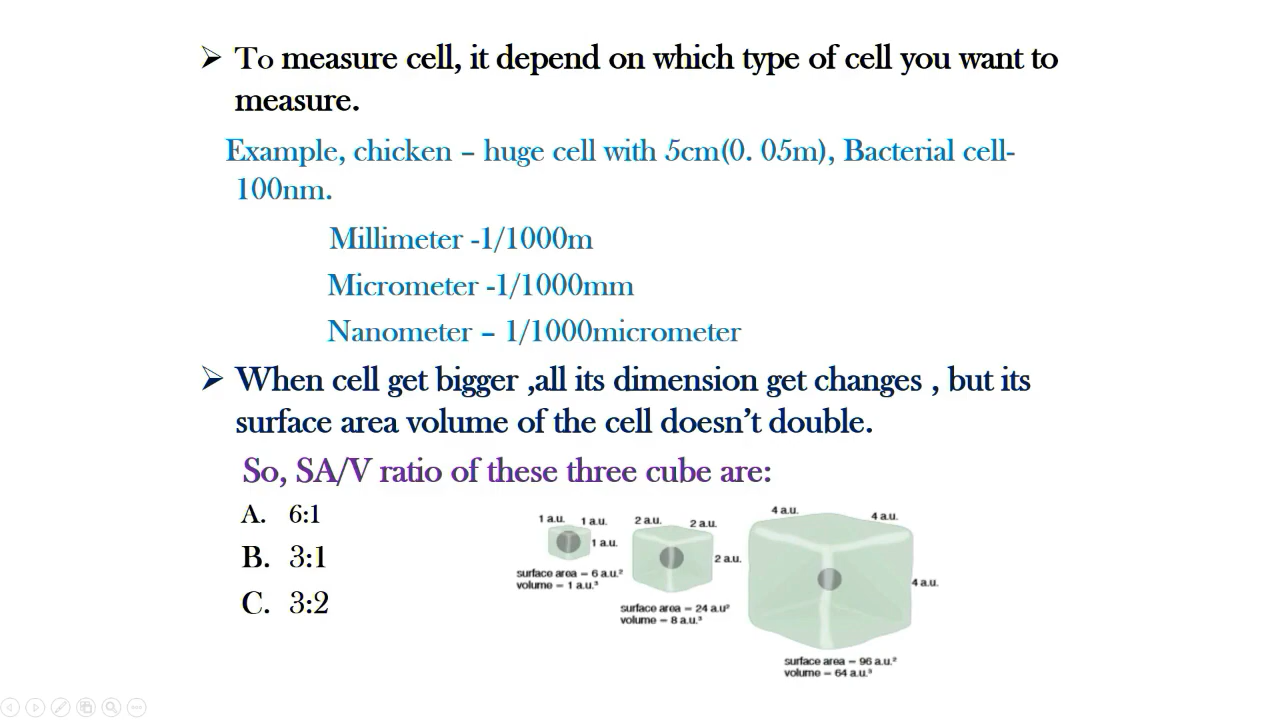 To measure cell, it depend on which type of cell you want to
measure.
Example, chicken – huge cell with 5cm(0. 05m), Bacterial cell-
100nm.
Millimeter -1/1000m
Micrometer -1/1000mm
Nanometer – 1/1000micrometer
When cell get bigger ,all its dimension get changes , but its
surface area volume of the cell doesn’t double.
So, SA/V ratio of these three cube are:
A. 6:1
B. 3:1
C. 3:2
1 a.u. 1 a.u.
1 a.u.
surface area = 6 a.u.²
volume = 1 a.u.³
2 a.u. 2 a.u.
2 a.u.
surface area = 24 a.u²
volume = 8 a.u.³
4 a.u. 4 a.u.
4 a.u.
surface area = 96 a.u.²
volume = 64 a.u.³